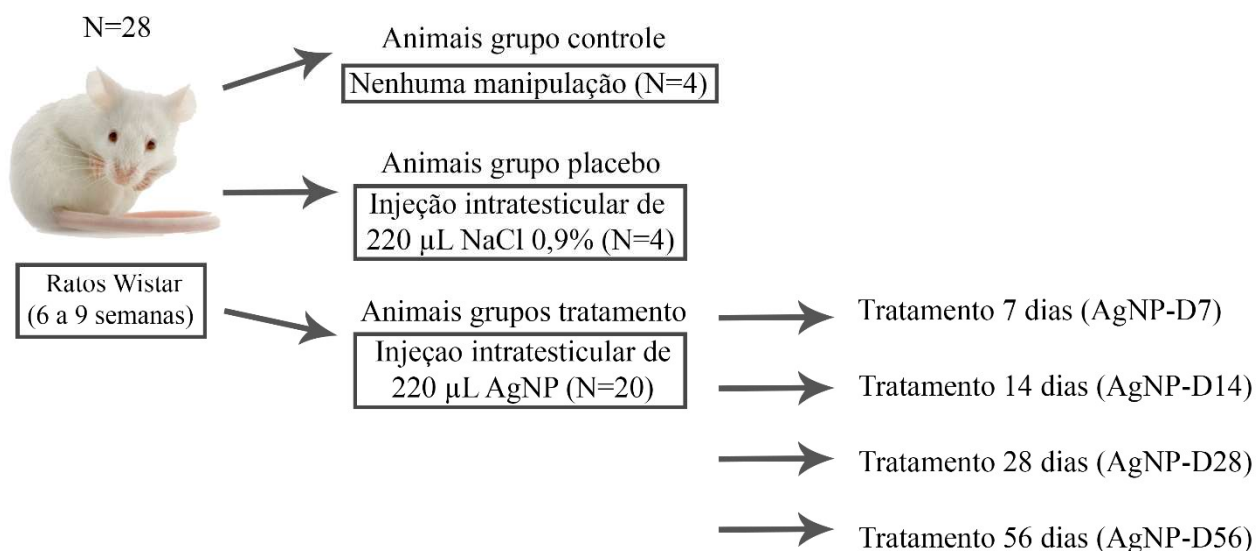 N=28
Ratos Wistar
(6 a 9 semanas)
Animais grupo controle
Nenhuma manipulação (N=4)
Animais grupo placebo
Injeção intratesticular de
220 µL NaCl 0,9% (N=4)
Animais grupos tratamento
Injeçao intratesticular de
220 µL AgNP (N=20)
Tratamento 7 dias (AgNP-D7)
Tratamento 14 dias (AgNP-D14)
Tratamento 28 dias (AgNP-D28)
Tratamento 56 dias (AgNP-D56)